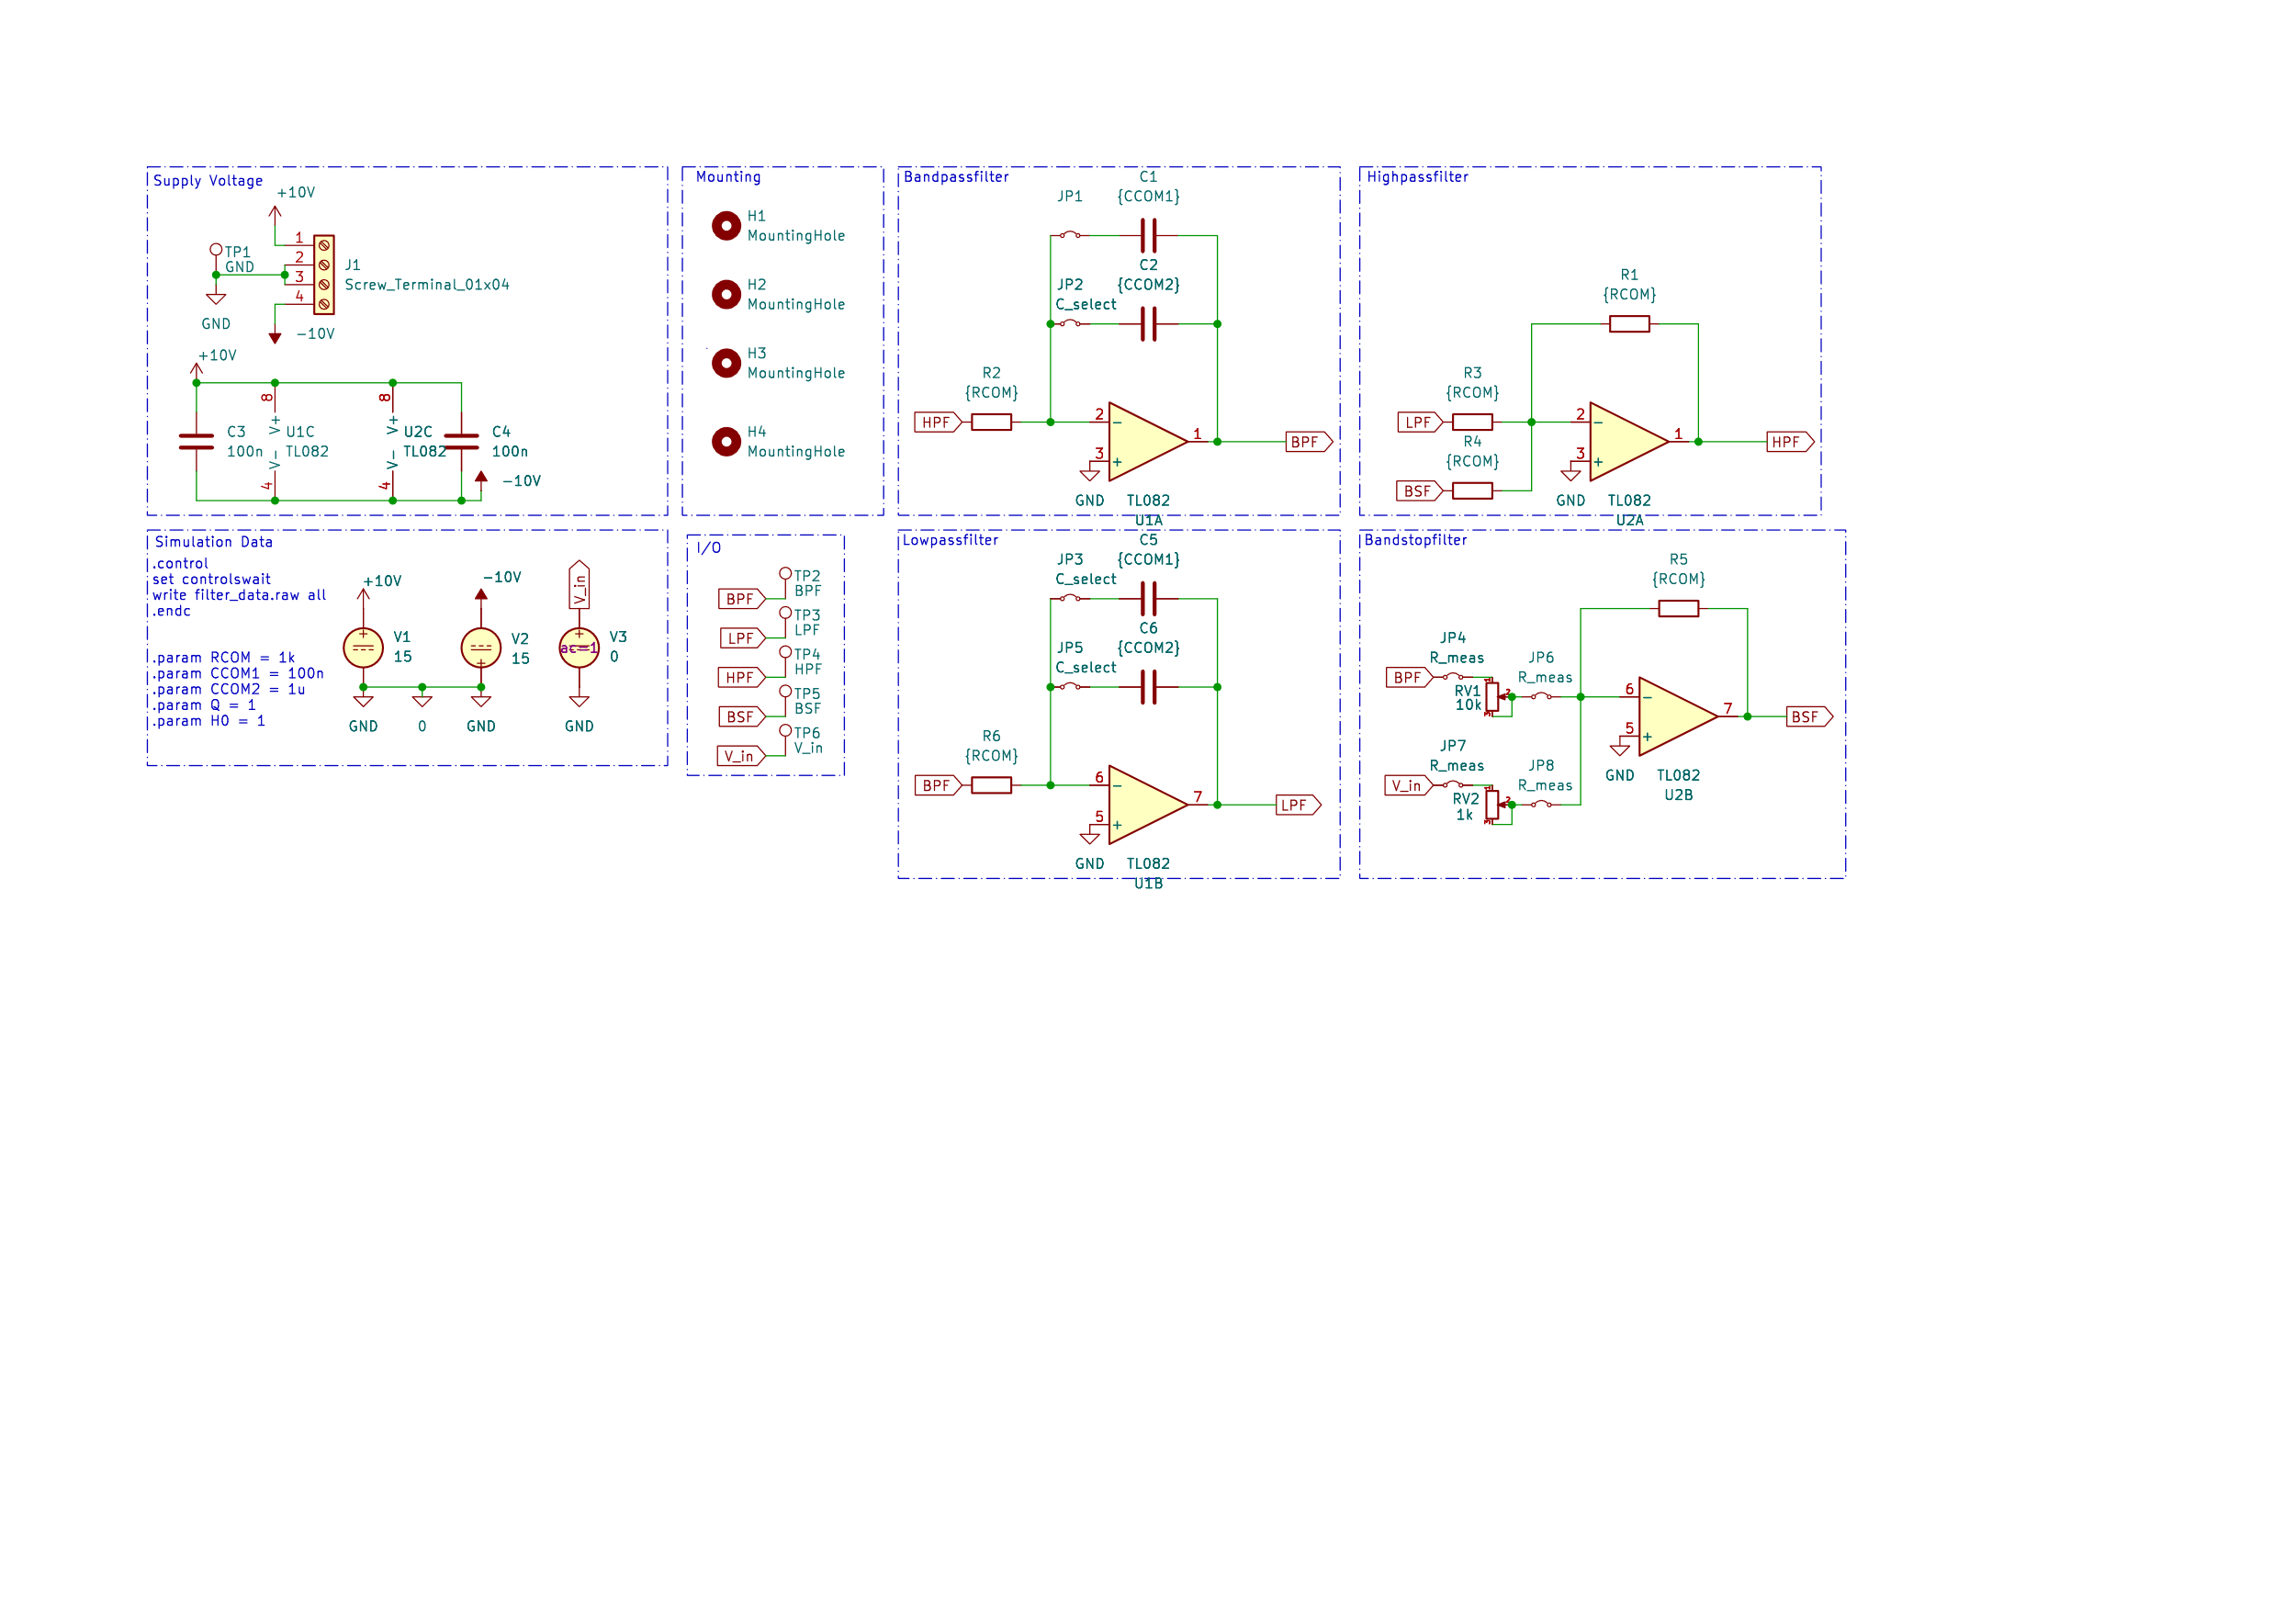 Supply Voltage
+10V
TP1
GND
GND
1
2
3
4
J1
Screw_Terminal_01x04
-10V
+10V
C3
100n
8
V+
V-
4
U1C
TL082
8
V+
V-
4
U2C
TL082
C4
100n
-10V
Mounting
H1
MountingHole
H2
MountingHole
H3
MountingHole
H4
MountingHole
Bandpassfilter
C1
{CCOM1}
JP1
C2
{CCOM2}
JP2
C_select
R2
{RCOM}
HPF
2
3
1
BPF
GND
TL082
U1A
Highpassfilter
R1
{RCOM}
R3
{RCOM}
LPF
R4
{RCOM}
BSF
2
3
1
HPF
GND
TL082
U2A
Simulation Data
.control
set controlswait
write filter_data.raw all
.endc
.param RCOM = 1k
.param CCOM1 = 100n
.param CCOM2 = 1u
.param Q = 1
.param H0 = 1
+10V
V1
15
GND
0
-10V
V2
15
GND
V_in
V3
0
ac=1
GND
I/O
BPF
TP2
BPF
LPF
TP3
LPF
HPF
TP4
HPF
BSF
TP5
BSF
V_in
TP6
V_in
Lowpassfilter
C5
{CCOM1}
JP3
C_select
C6
{CCOM2}
JP5
C_select
R6
{RCOM}
BPF
6
5
7
LPF
GND
TL082
U1B
Bandstopfilter
R5
{RCOM}
JP4
R_meas
BPF
RV1
10k
1
2
3
JP6
R_meas
JP7
R_meas
V_in
RV2
1k
1
2
3
JP8
R_meas
6
5
7
BSF
GND
TL082
U2B